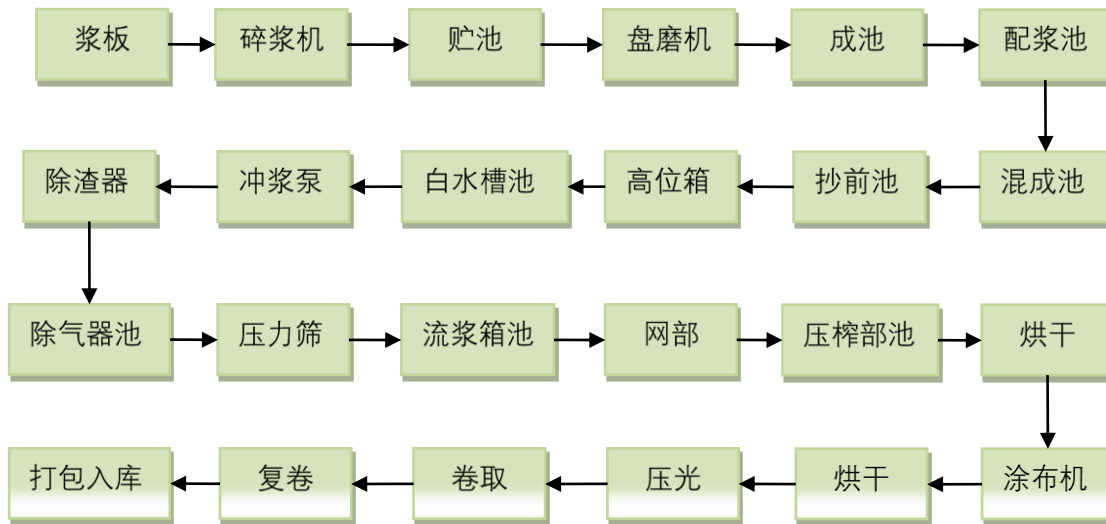 浆板
碎浆机
贮池
盘磨机
成池
配浆池
混成池
抄前池
高位箱
白水槽池
冲浆泵
除渣器
除气器池
压力筛
流浆箱池
网部
压榨部池
烘干
涂布机
烘干
压光
卷取
复卷
打包入库